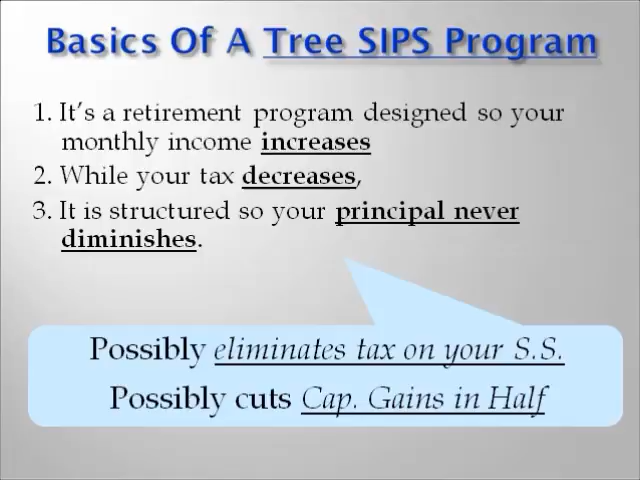 Basics Of A Tree SIPS Program
1. It's a retirement program designed so your
monthly income increases
2. While your tax decreases,
3. It is structured so your principal never
diminishes.
Possibly eliminates tax on your S.S.
Possibly cuts Cap. Gains in Half